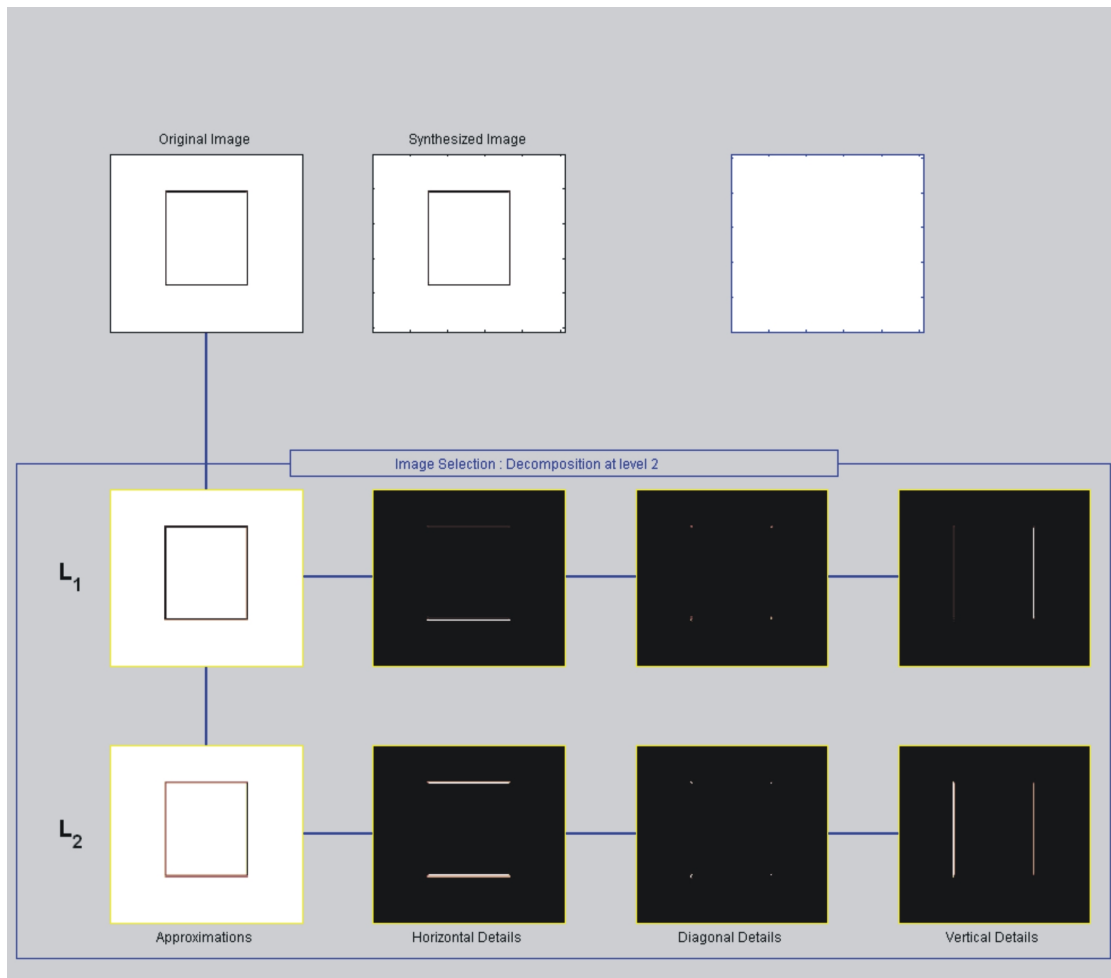 Original Image
Synthesized Image
Image Selection : Decomposition at level 2
L1
L2
Approximations
Horizontal Details
Diagonal Details
Vertical Details